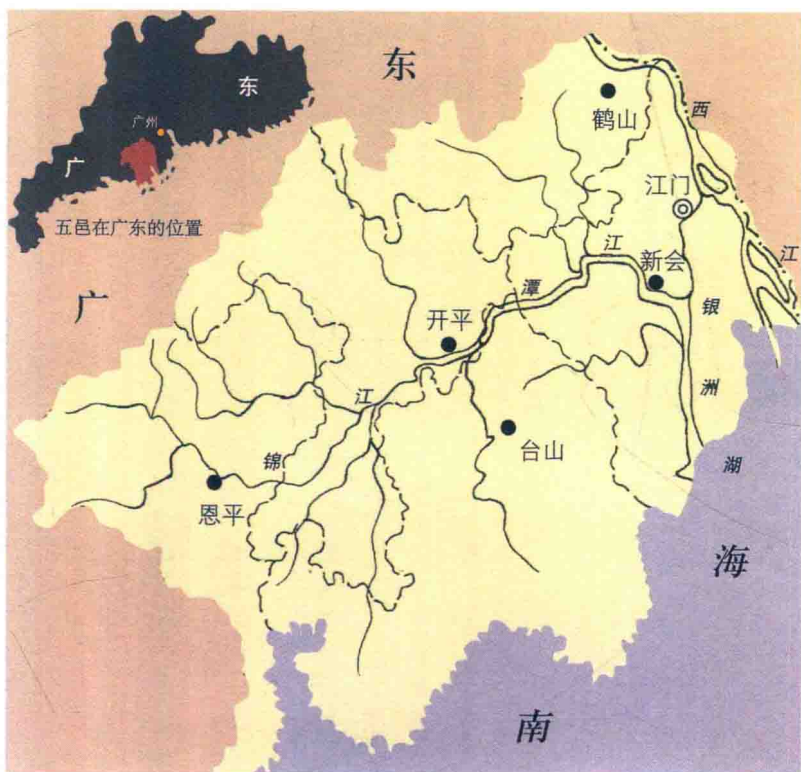 东
东
广州
广
五邑在广东的位置
广
鹤山
西
江门
江
新会
江
潭
银
开平
洲
江
台山
湖
锦
恩平
海
南